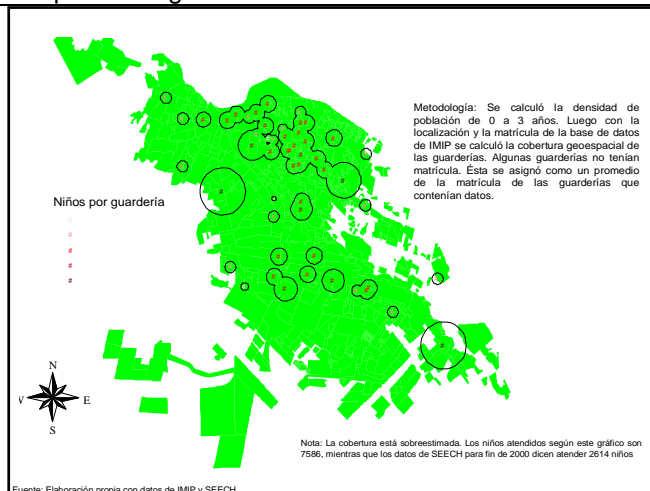 Metodología: Se calculó la densidad de
población de 0 a 3 años. Luego con la
localización y la matrícula de la base de datos
de IMIP se calculó la cobertura geoespacial de
las guarderías. Algunas guarderías no tenían
matrícula. Ésta se asignó como un promedio
de la matrícula de las guarderías que
contenían datos.
Niños por guardería
#
#
#
#
N
E
S
Nota: La cobertura está sobreestimada. Los niños atendidos según este gráfico son
7586, mientras que los datos de SEECH para fin de 2000 dicen atender 2614 niños
Fuente: Elaboración propia con datos de IMIP y SEECH